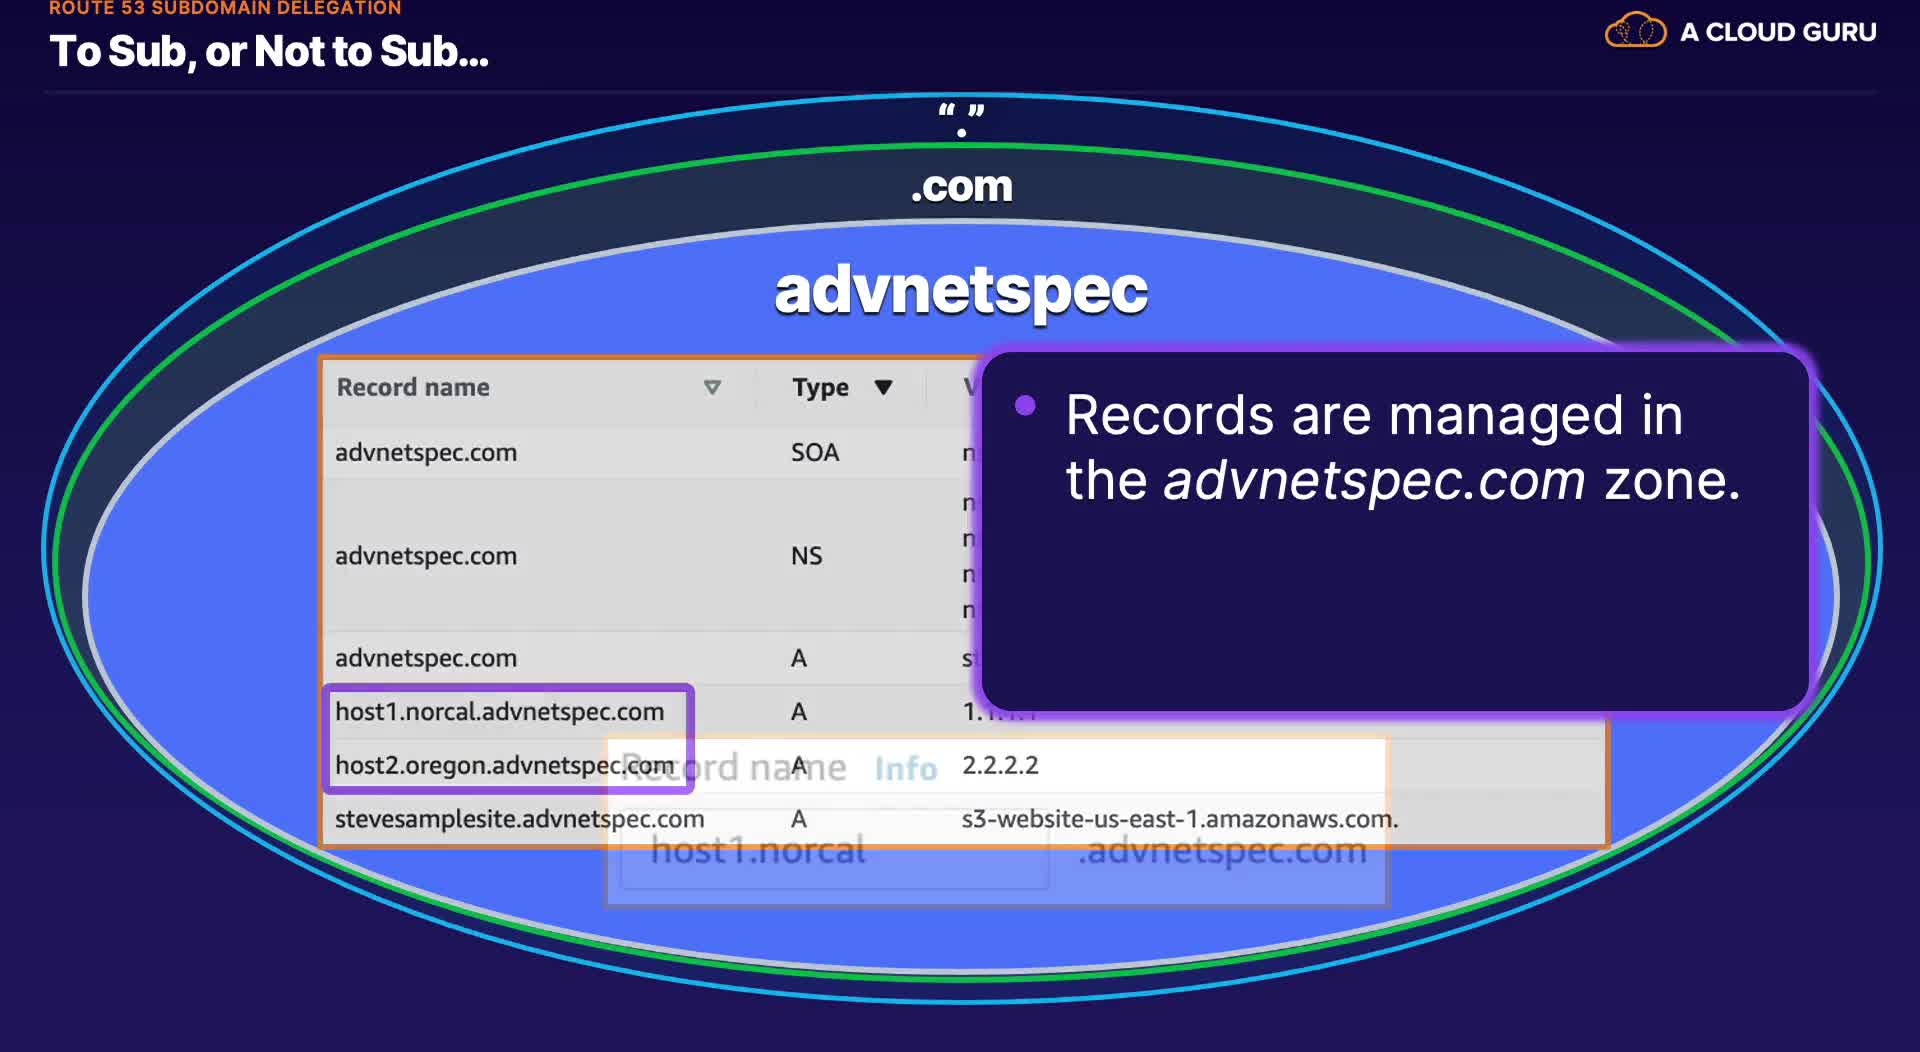 ROUTE 53 SUBDOMAIN DELEGATION
To Sub, or Not to Sub...
A CLOUD GURU
“.”
.com
advnetspec
Record name Type
advnetspec.com SOA
advnetspec.com NS
advnetspec.com A
host1.norcal.advnetspec.com A
host2.oregon.advnetspec.com A 2.2.2.2
stevesamplesite.advnetspec.com A s3-website-us-east-1.amazonaws.com.
Records are managed in
the advnetspec.com zone.
Record name Info
host1.norcal .advnetspec.com